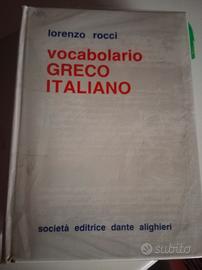 lorenzo rocci
vocabolario
GRECO
ITALIANO
società editrice dante alighieri
subito